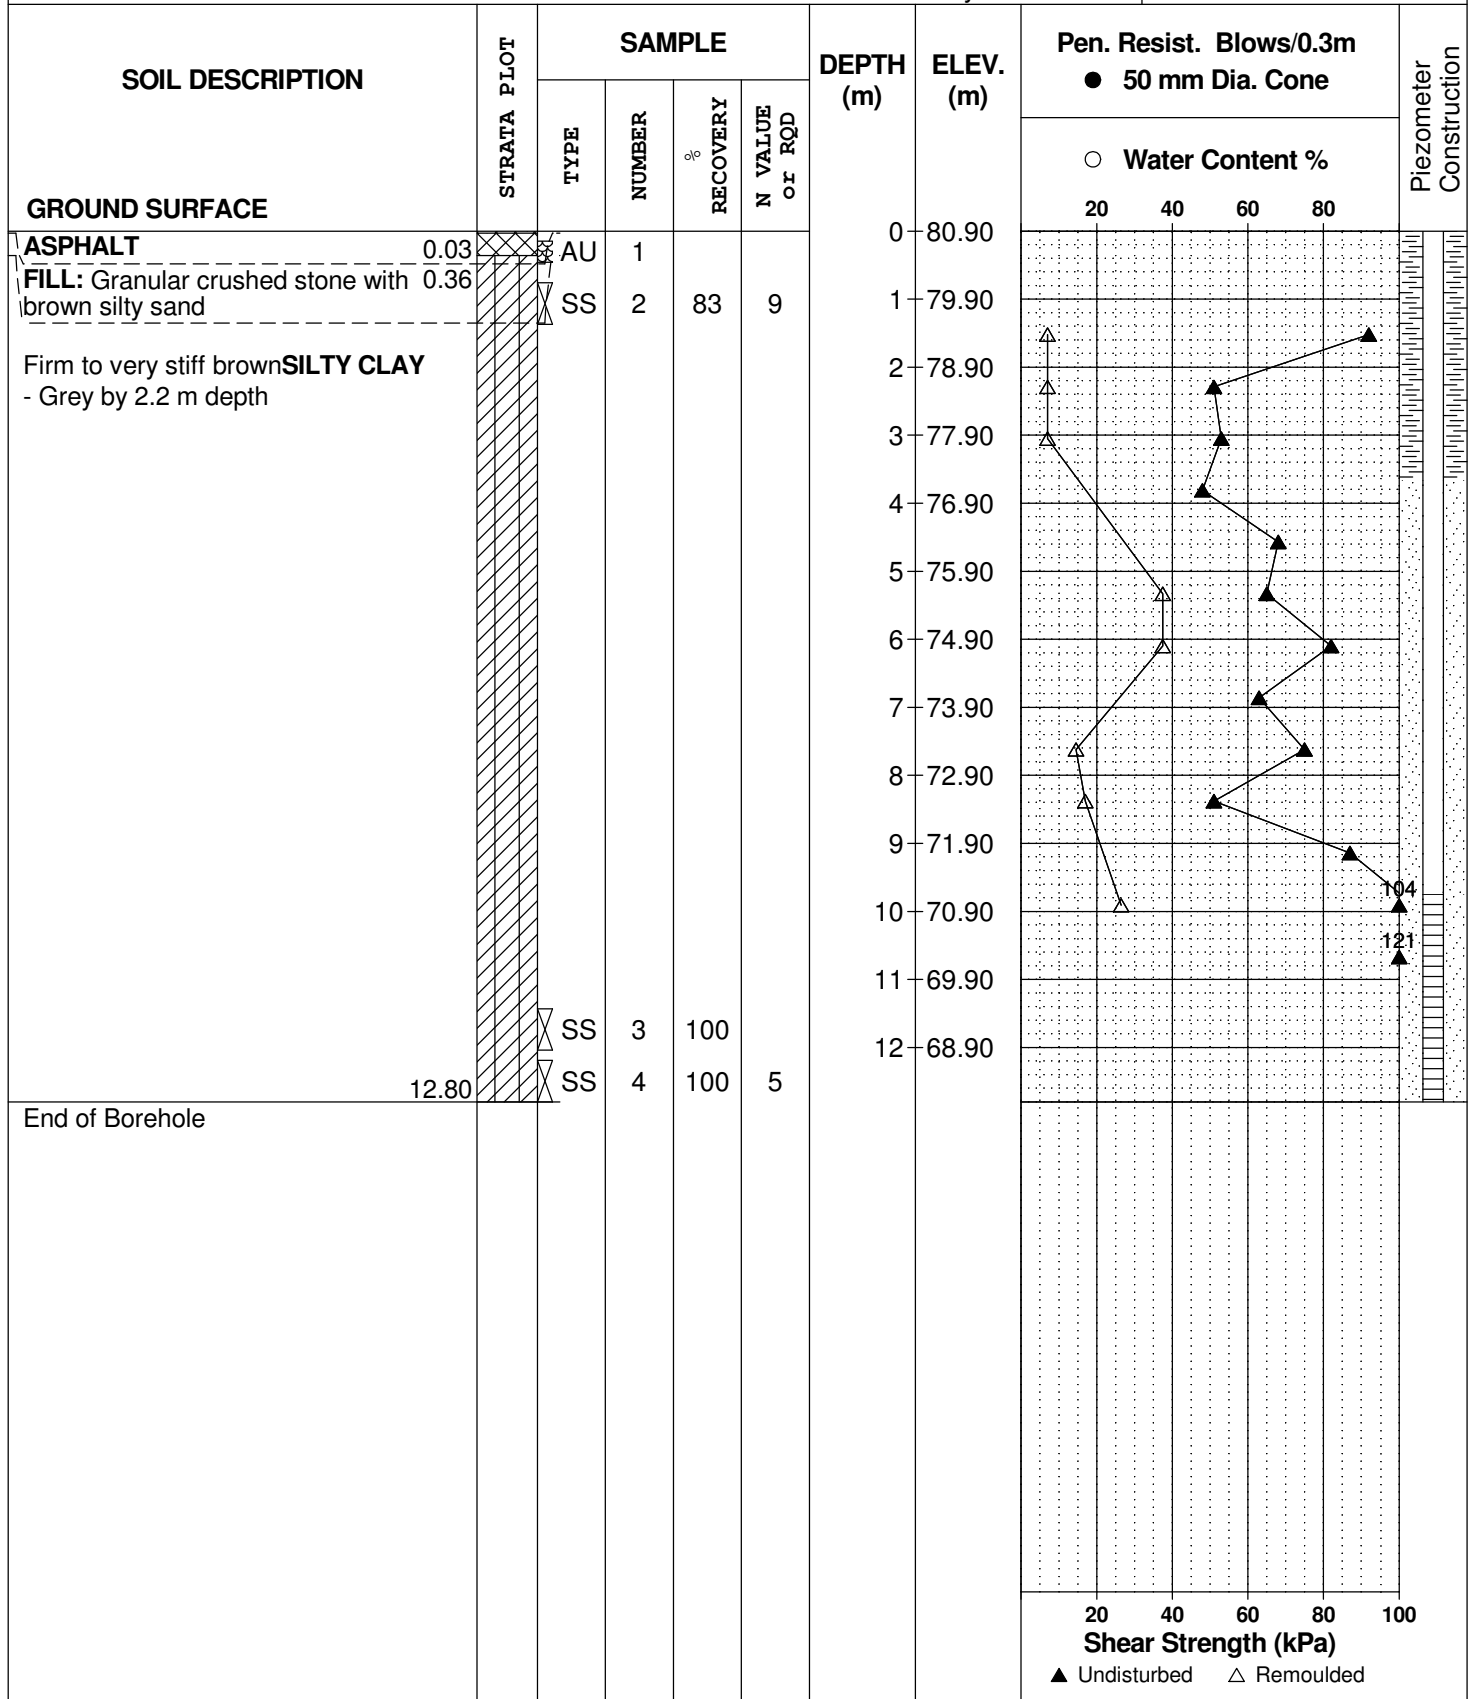 SOIL DESCRIPTION
GROUND SURFACE
STRATA PLOT
SAMPLE
TYPE
NUMBER
% RECOVERY
N VALUE or RQD
DEPTH (m)
ELEV. (m)
Pen. Resist. Blows/0.3m
● 50 mm Dia. Cone
○ Water Content %
20 40 60 80
Piezometer Construction
ASPHALT 0.03
FILL: Granular crushed stone with 0.36
brown silty sand
Firm to very stiff brownSILTY CLAY
- Grey by 2.2 m depth
12.80
End of Borehole
AU 1
SS 2 83 9
SS 3 100
SS 4 100 5
0 80.90
1 79.90
2 78.90
3 77.90
4 76.90
5 75.90
6 74.90
7 73.90
8 72.90
9 71.90
10 70.90
11 69.90
12 68.90
104
121
20 40 60 80 100
Shear Strength (kPa)
▲ Undisturbed △ Remoulded